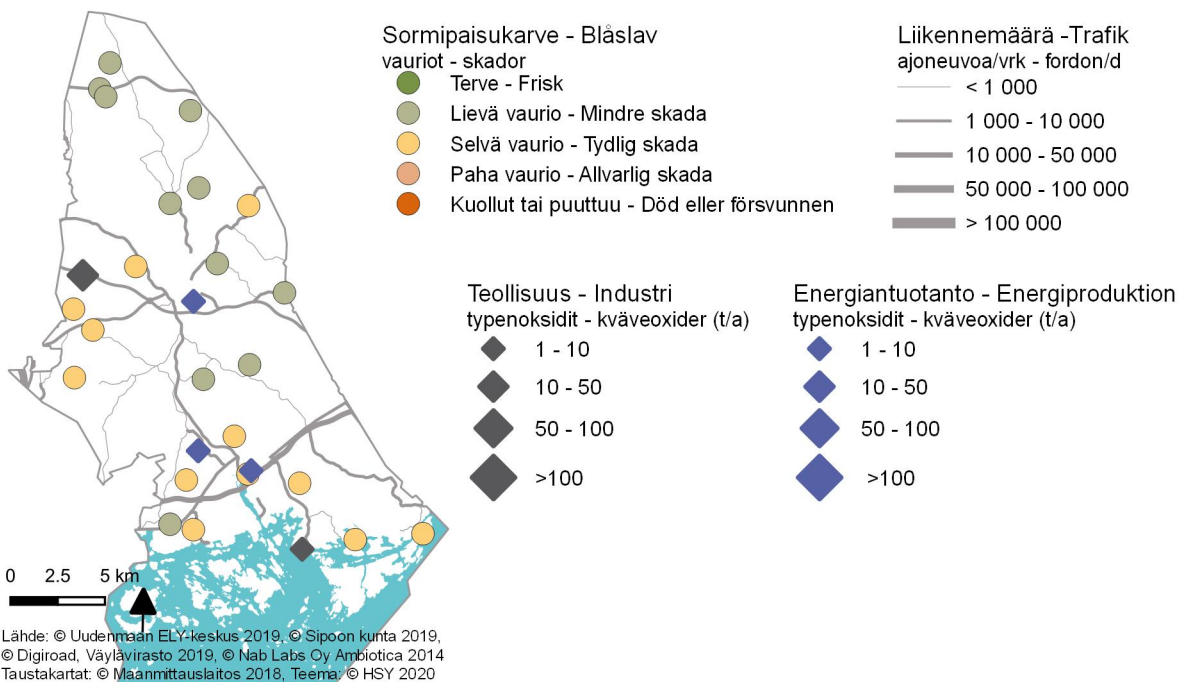 Sormipaisukarve - Blåslav
vauriot - skador
Terve - Frisk
Lievä vaurio - Mindre skada
Selvä vaurio - Tydlig skada
Paha vaurio - Allvarlig skada
Kuollut tai puuttuu - Död eller försvunnen
Liikennemäärä -Trafik
ajoneuvoa/vrk - fordon/d
< 1 000
1 000 - 10 000
10 000 - 50 000
50 000 - 100 000
> 100 000
Teollisuus - Industri
typenoksidit - kväveoxider (t/a)
1 - 10
10 - 50
50 - 100
>100
Energiantuotanto - Energiproduktion
typenoksidit - kväveoxider (t/a)
1 - 10
10 - 50
50 - 100
>100
0 2.5 5 km
Lähde: © Uudenmaan ELY-keskus 2019, © Sipoon kunta 2019,
© Digiroad, Väylävirasto 2019, © Nab Labs Oy Ambiotica 2014
Taustakartat: © Maanmittauslaitos 2018, Teema: © HSY 2020